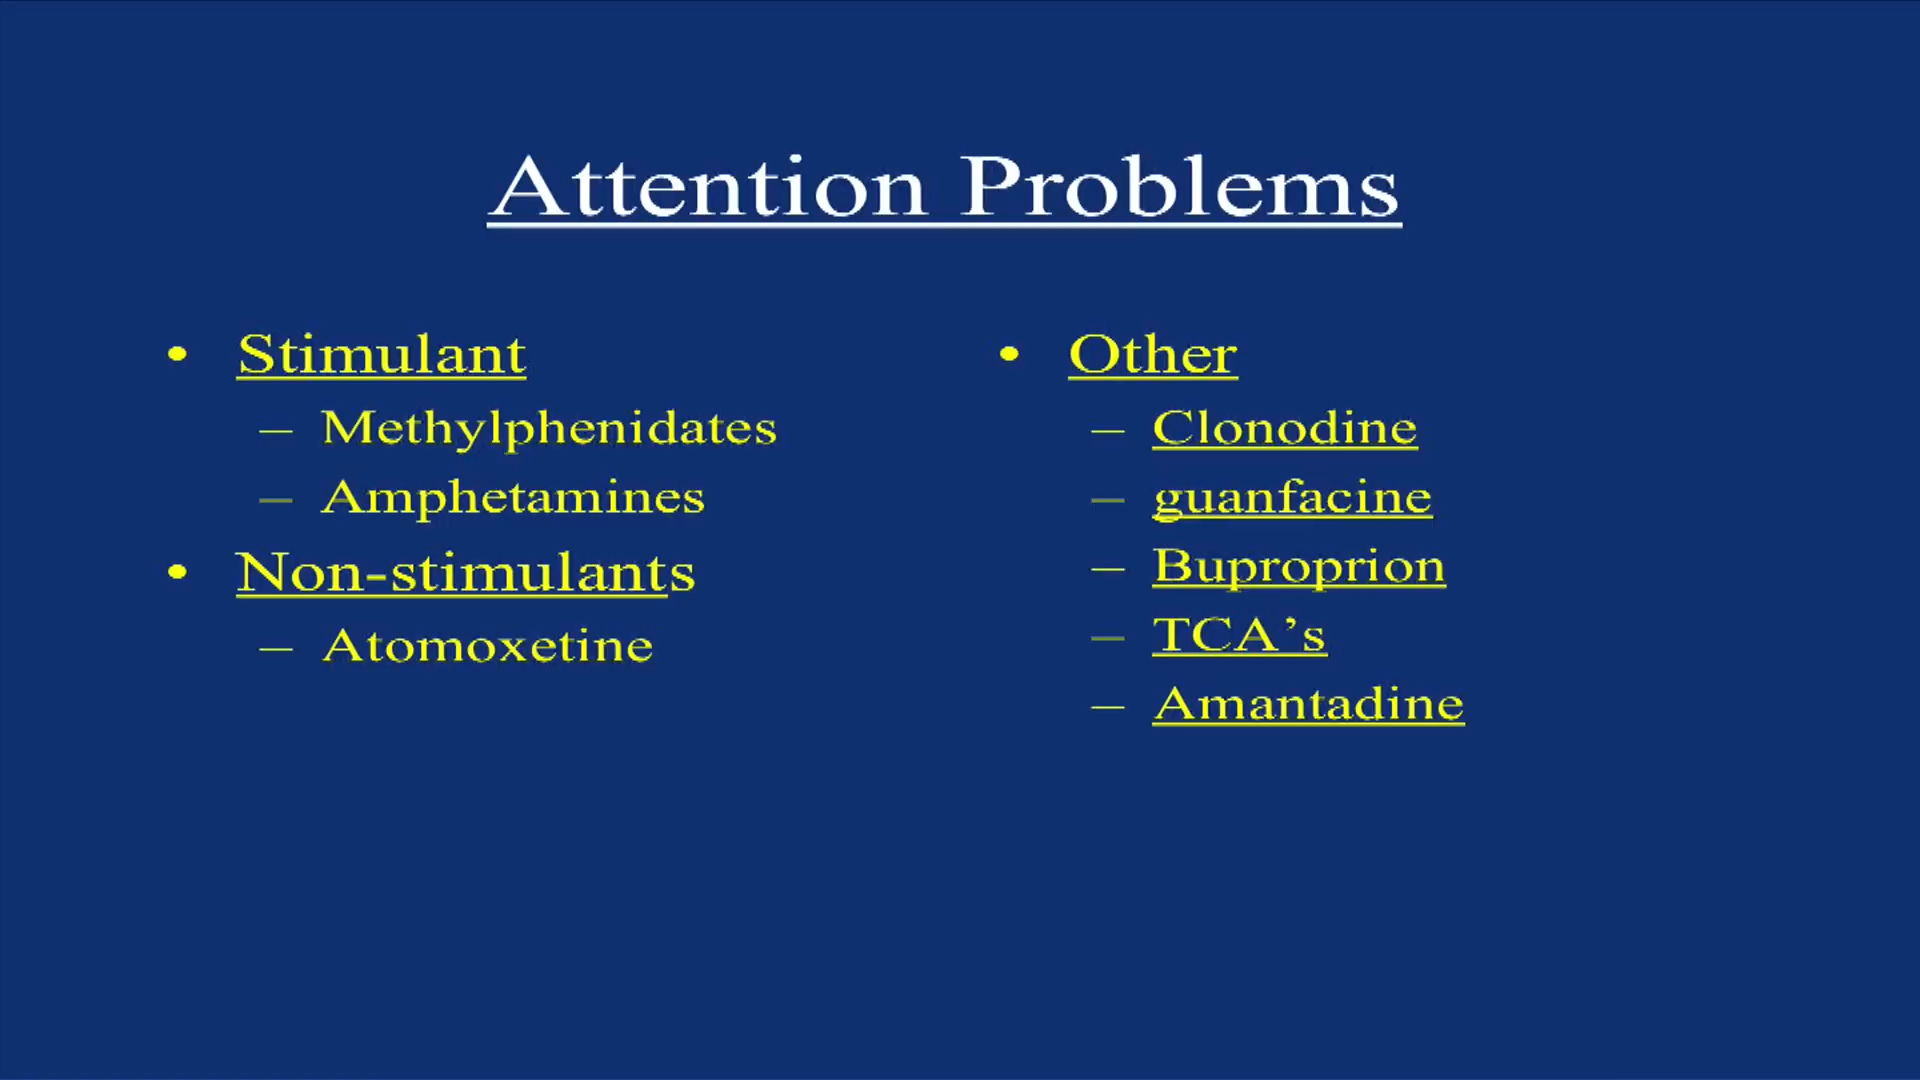 Attention Problems
• Stimulant
– Methylphenidates
– Amphetamines
• Non-stimulants
– Atomoxetine
• Other
– Clonodine
– guanfacine
– Buproprion
– TCA’s
– Amantadine